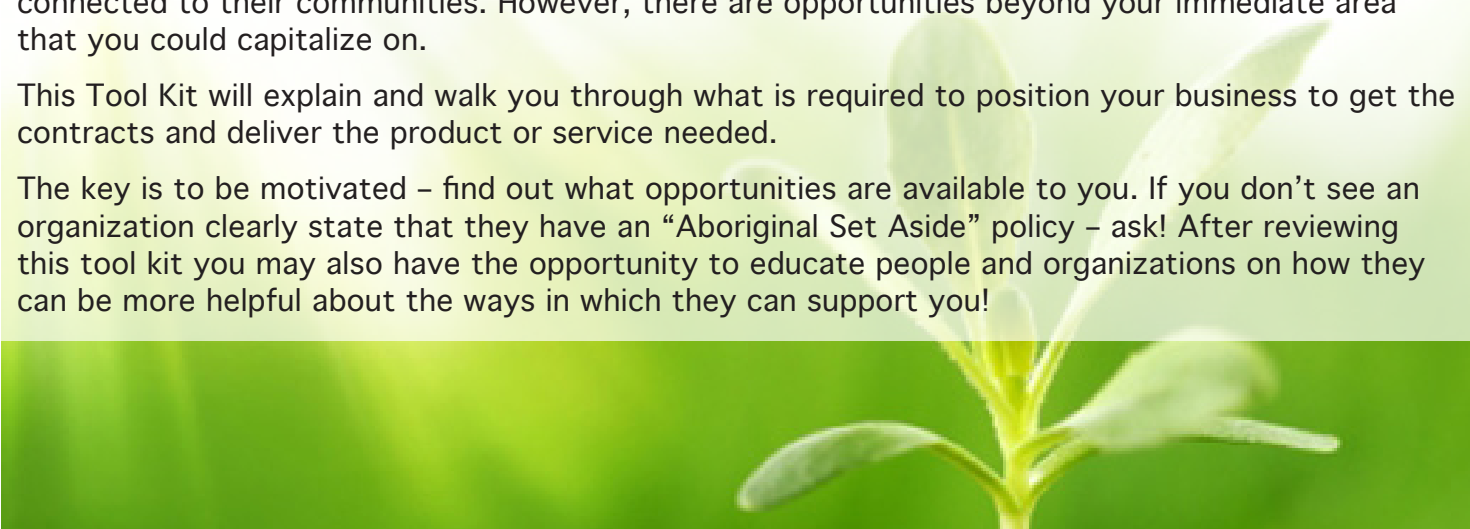 connected to their communities. However, there are opportunities beyond your immediate area
that you could capitalize on.
This Tool Kit will explain and walk you through what is required to position your business to get the
contracts and deliver the product or service needed.
The key is to be motivated – find out what opportunities are available to you. If you don’t see an
organization clearly state that they have an “Aboriginal Set Aside” policy – ask! After reviewing
this tool kit you may also have the opportunity to educate people and organizations on how they
can be more helpful about the ways in which they can support you!